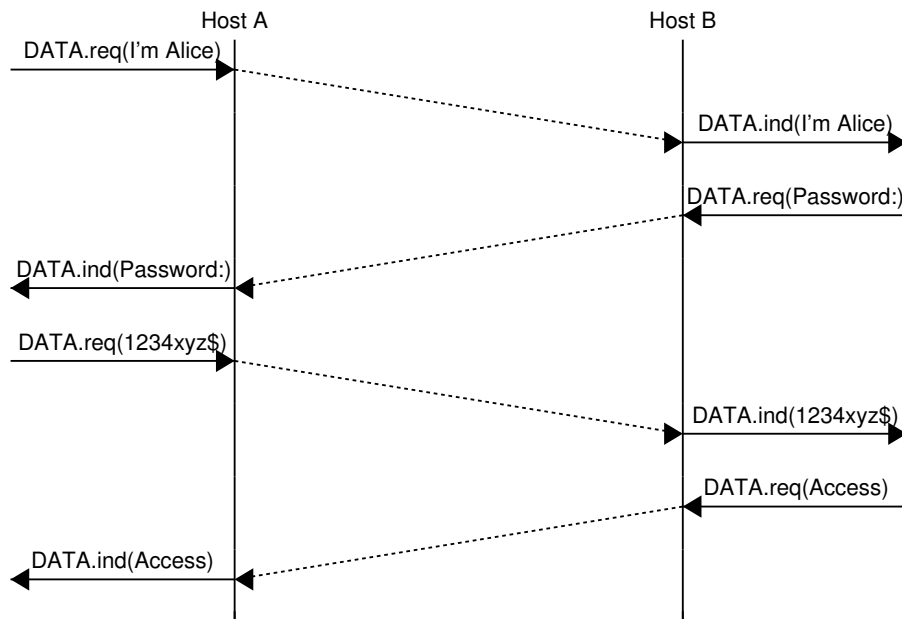 Host A
Host B
DATA.req(I'm Alice)
DATA.ind(I'm Alice)
DATA.req(Password:)
DATA.ind(Password:)
DATA.req(1234xyz$)
DATA.ind(1234xyz$)
DATA.req(Access)
DATA.ind(Access)